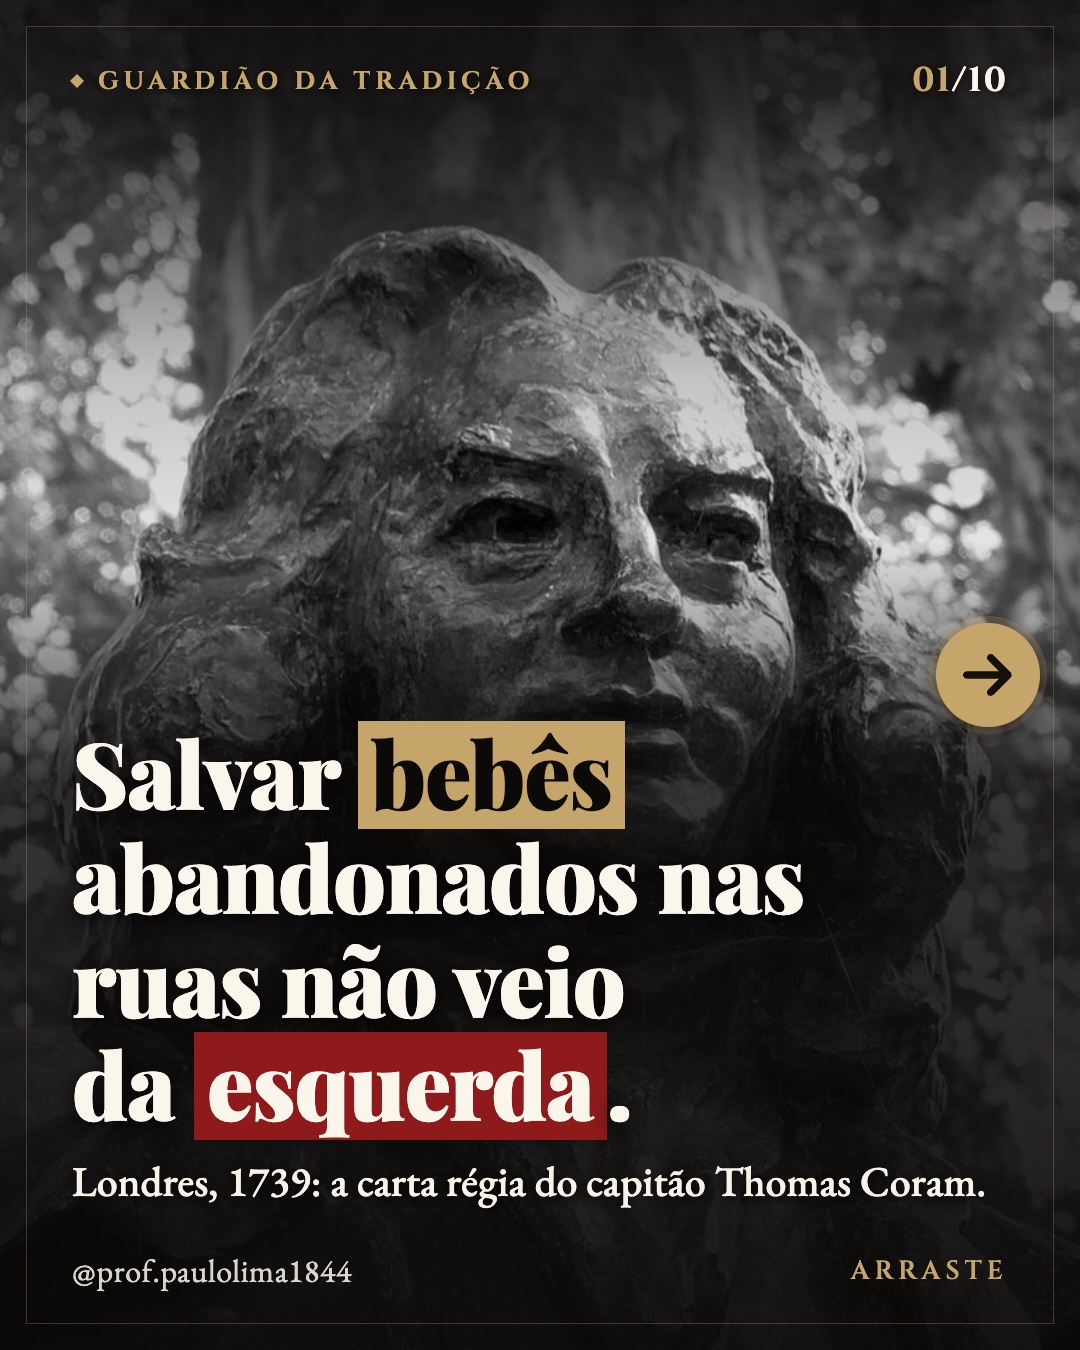 GUARDIÃO DA TRADIÇÃO
01/10
Salvar bebês
abandonados nas
ruas não veio
da esquerda.
Londres, 1739: a carta régia do capitão Thomas Coram.
@prof.paulolima1844
ARRASTE